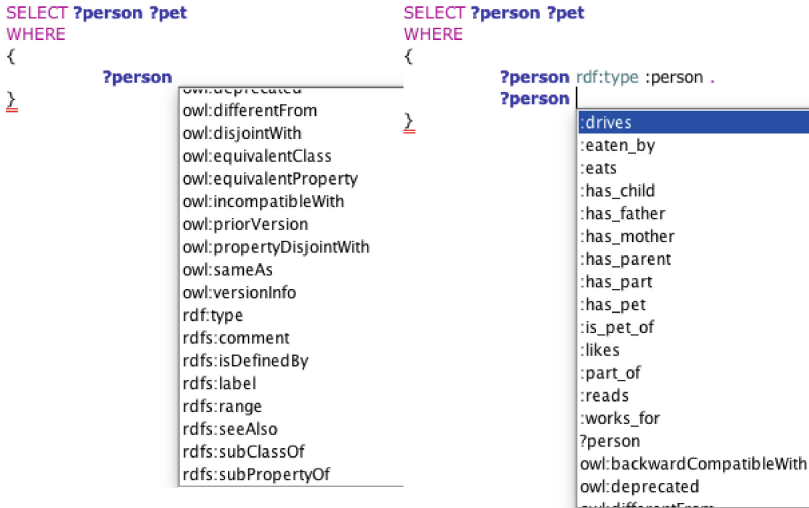 SELECT ?person ?pet
WHERE
{
?person
owl:deprecated
owl:differentFrom
owl:disjointWith
owl:equivalentClass
owl:equivalentProperty
owl:incompatibleWith
owl:priorVersion
owl:propertyDisjointWith
owl:sameAs
owl:versionInfo
rdf:type
rdfs:comment
rdfs:isDefinedBy
rdfs:label
rdfs:range
rdfs:seeAlso
rdfs:subClassOf
rdfs:subPropertyOf
}
SELECT ?person ?pet
WHERE
{
?person rdf:type :person .
?person
:drives
:eaten_by
:eats
:has_child
:has_father
:has_mother
:has_parent
:has_part
:has_pet
:is_pet_of
:likes
:part_of
:reads
:works_for
?person
owl:backwardCompatibleWith
owl:deprecated
owl:differentFrom
}